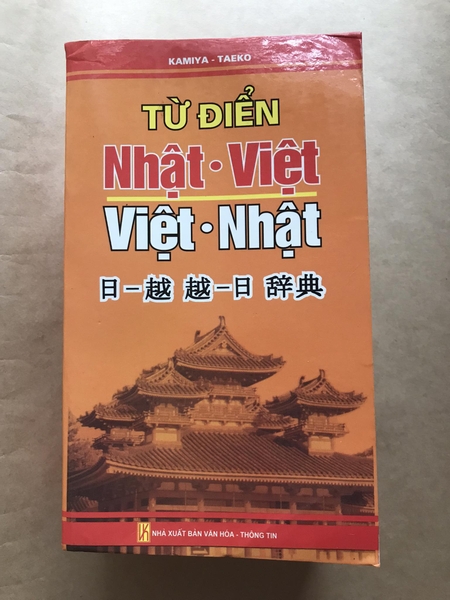 KAMIYA - TAEKO
TỪ ĐIỂN
Nhật • Việt
Việt • Nhật
日－越 越－日 辞典
NHÀ XUẤT BẢN VĂN HÓA - THÔNG TIN